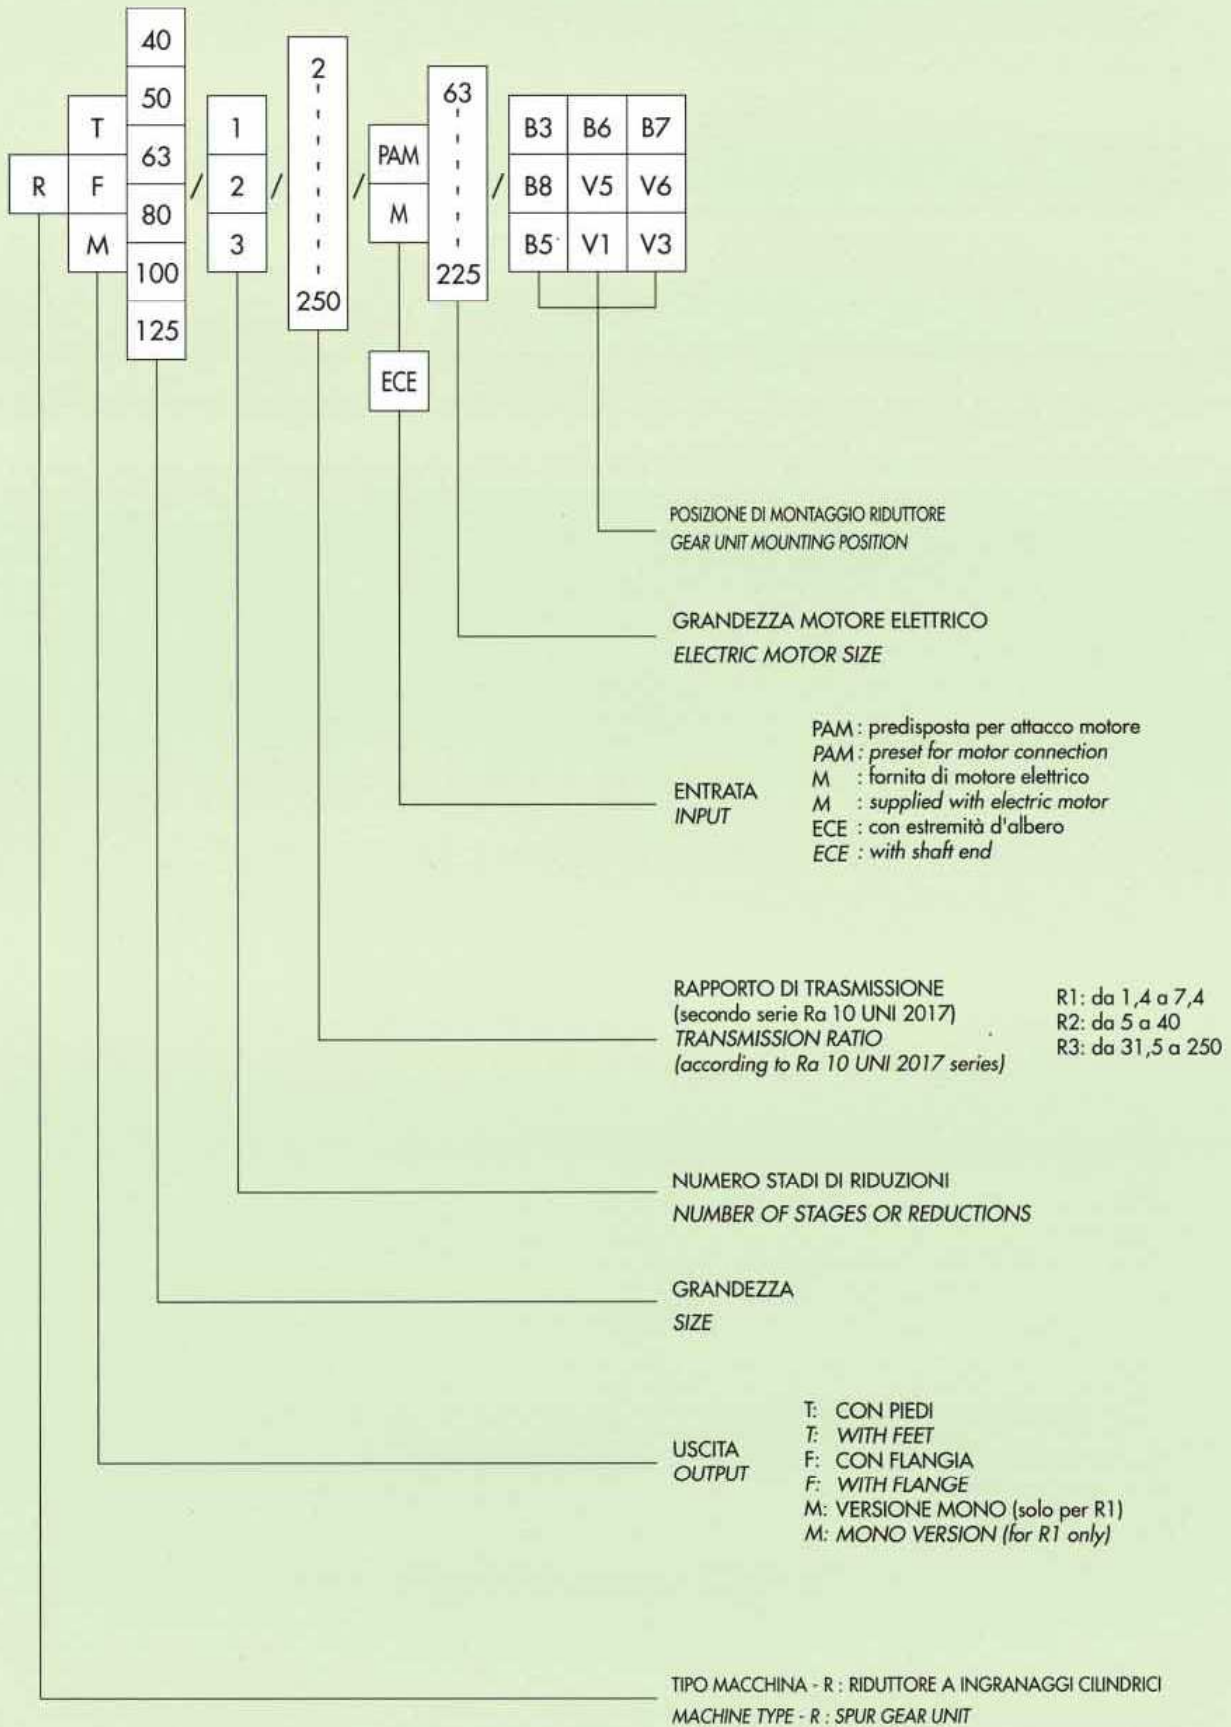 R
T
F
M
40
50
63
80
100
125
/
1
2
3
/
2
250
/
PAM
M
ECE
63
225
/
B3 B6 B7
B8 V5 V6
B5 V1 V3
POSIZIONE DI MONTAGGIO RIDUTTORE
GEAR UNIT MOUNTING POSITION
GRANDEZZA MOTORE ELETTRICO
ELECTRIC MOTOR SIZE
ENTRATA
INPUT
PAM : predisposta per attacco motore
PAM : preset for motor connection
M : fornita di motore elettrico
M : supplied with electric motor
ECE : con estremità d'albero
ECE : with shaft end
RAPPORTO DI TRASMISSIONE
(secondo serie Ra 10 UNI 2017)
TRANSMISSION RATIO
(according to Ra 10 UNI 2017 series)
R1: da 1,4 a 7,4
R2: da 5 a 40
R3: da 31,5 a 250
NUMERO STADI DI RIDUZIONI
NUMBER OF STAGES OR REDUCTIONS
GRANDEZZA
SIZE
USCITA
OUTPUT
T: CON PIEDI
T: WITH FEET
F: CON FLANGIA
F: WITH FLANGE
M: VERSIONE MONO (solo per R1)
M: MONO VERSION (for R1 only)
TIPO MACCHINA - R : RIDUTTORE A INGRANAGGI CILINDRICI
MACHINE TYPE - R : SPUR GEAR UNIT